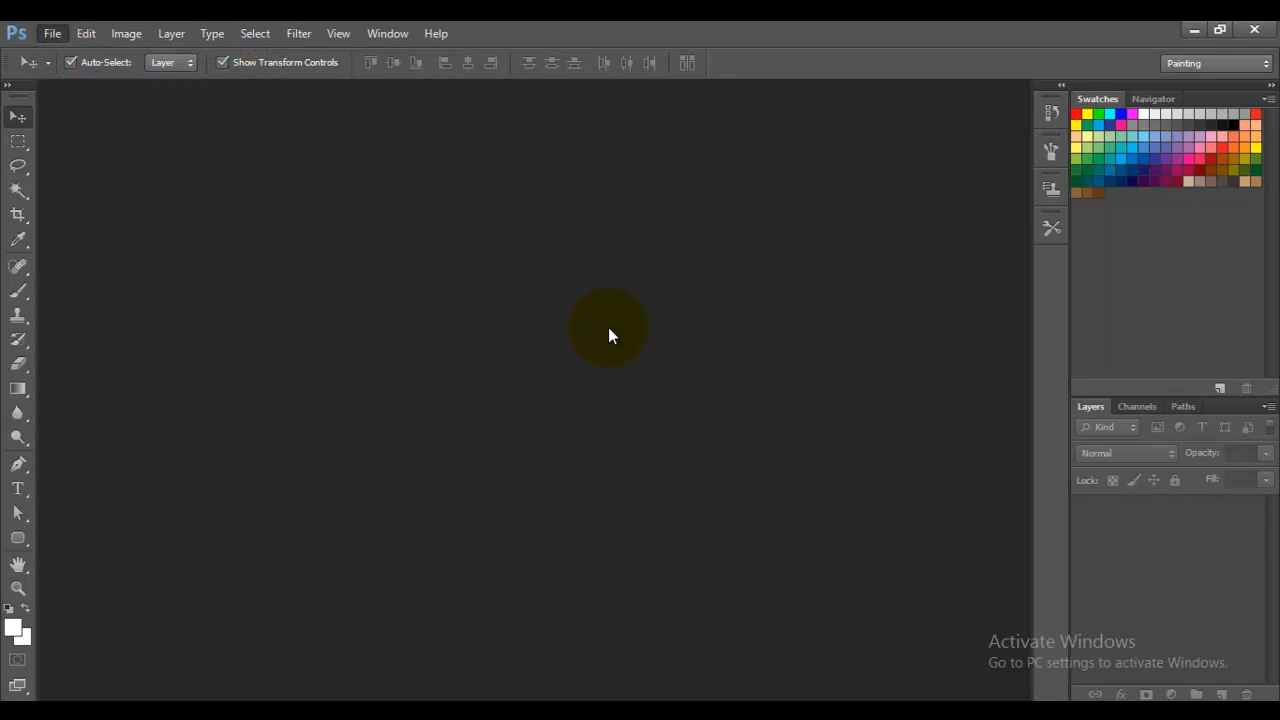 Ps File Edit Image Layer Type Select Filter View Window Help
Auto-Select: Layer Show Transform Controls Painting
Swatches Navigator
Layers Channels Paths
Kind T
Normal Opacity:
Lock: Fill:
T
Activate Windows
Go to PC settings to activate Windows.
fx